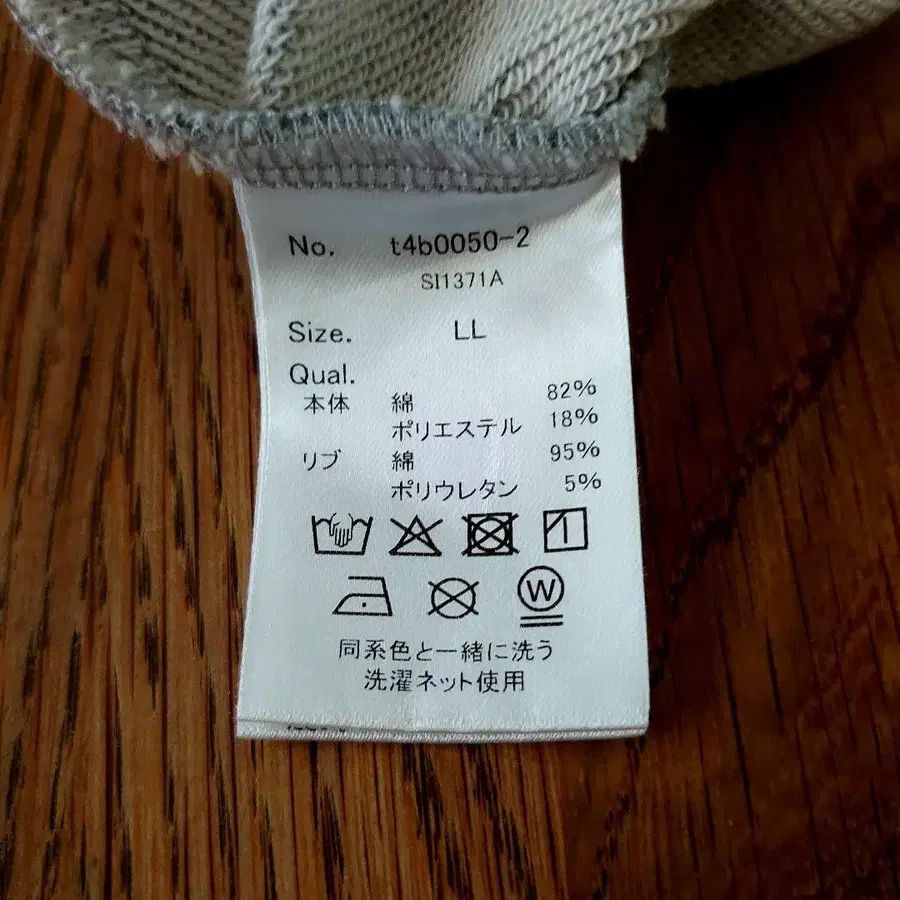 No. t4b0050-2
SI1371A
Size. LL
Qual.
本体 綿 82%
ポリエステル 18%
リブ 綿 95%
ポリウレタン 5%
W
同系色と一緒に洗う
洗濯ネット使用